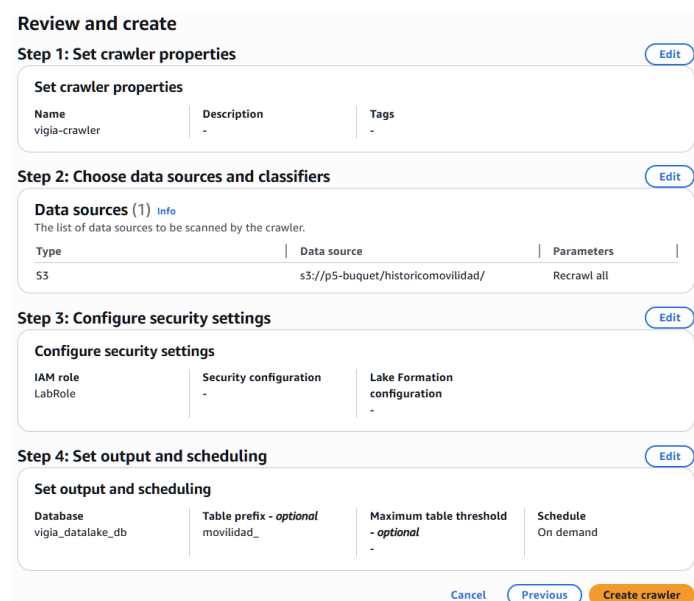 Review and create
Step 1: Set crawler properties
Edit
Set crawler properties
Name
Description
Tags
vigia-crawler
-
-
Step 2: Choose data sources and classifiers
Edit
Data sources (1) Info
The list of data sources to be scanned by the crawler.
Type
Data source
Parameters
S3
s3://p5-buquet/historicomovilidad/
Recrawl all
Step 3: Configure security settings
Edit
Configure security settings
IAM role
LabRole
Security configuration
-
Lake Formation
configuration
-
Step 4: Set output and scheduling
Edit
Set output and scheduling
Database
vigia_datalake_db
Table prefix - optional
movilidad_
Maximum table threshold
- optional
-
Schedule
On demand
Cancel
Previous
Create crawler